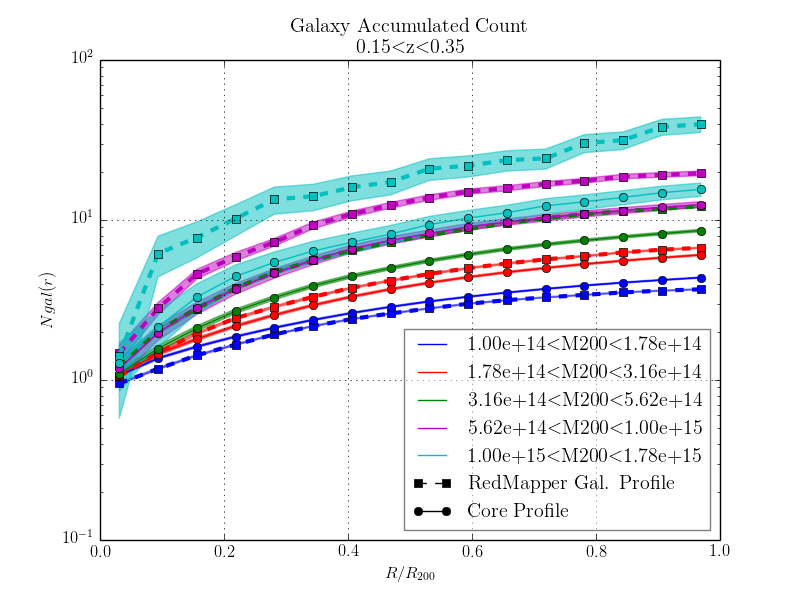 Galaxy Accumulated Count
0.15<z<0.35
10^2
10^1
10^0
10^−1
Ngal(r)
1.00e+14<M200<1.78e+14
1.78e+14<M200<3.16e+14
3.16e+14<M200<5.62e+14
5.62e+14<M200<1.00e+15
1.00e+15<M200<1.78e+15
RedMapper Gal. Profile
Core Profile
0.0 0.2 0.4 0.6 0.8 1.0
R/R_200